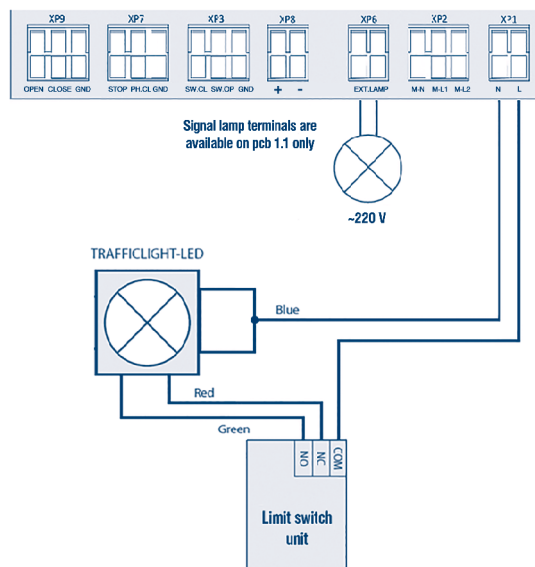 XP9 XP7 XP3 XP8 XP6 XP2 XP1
OPEN CLOSE GND STOP PH.CL GND SW.CL SW.OP GND + - EXT.LAMP M-N M-L1 M-L2 N L
Signal lamp terminals are
available on pcb 1.1 only
~220 V
TRAFFICLIGHT-LED
Blue
Red
Green
NO NC COM
Limit switch
unit